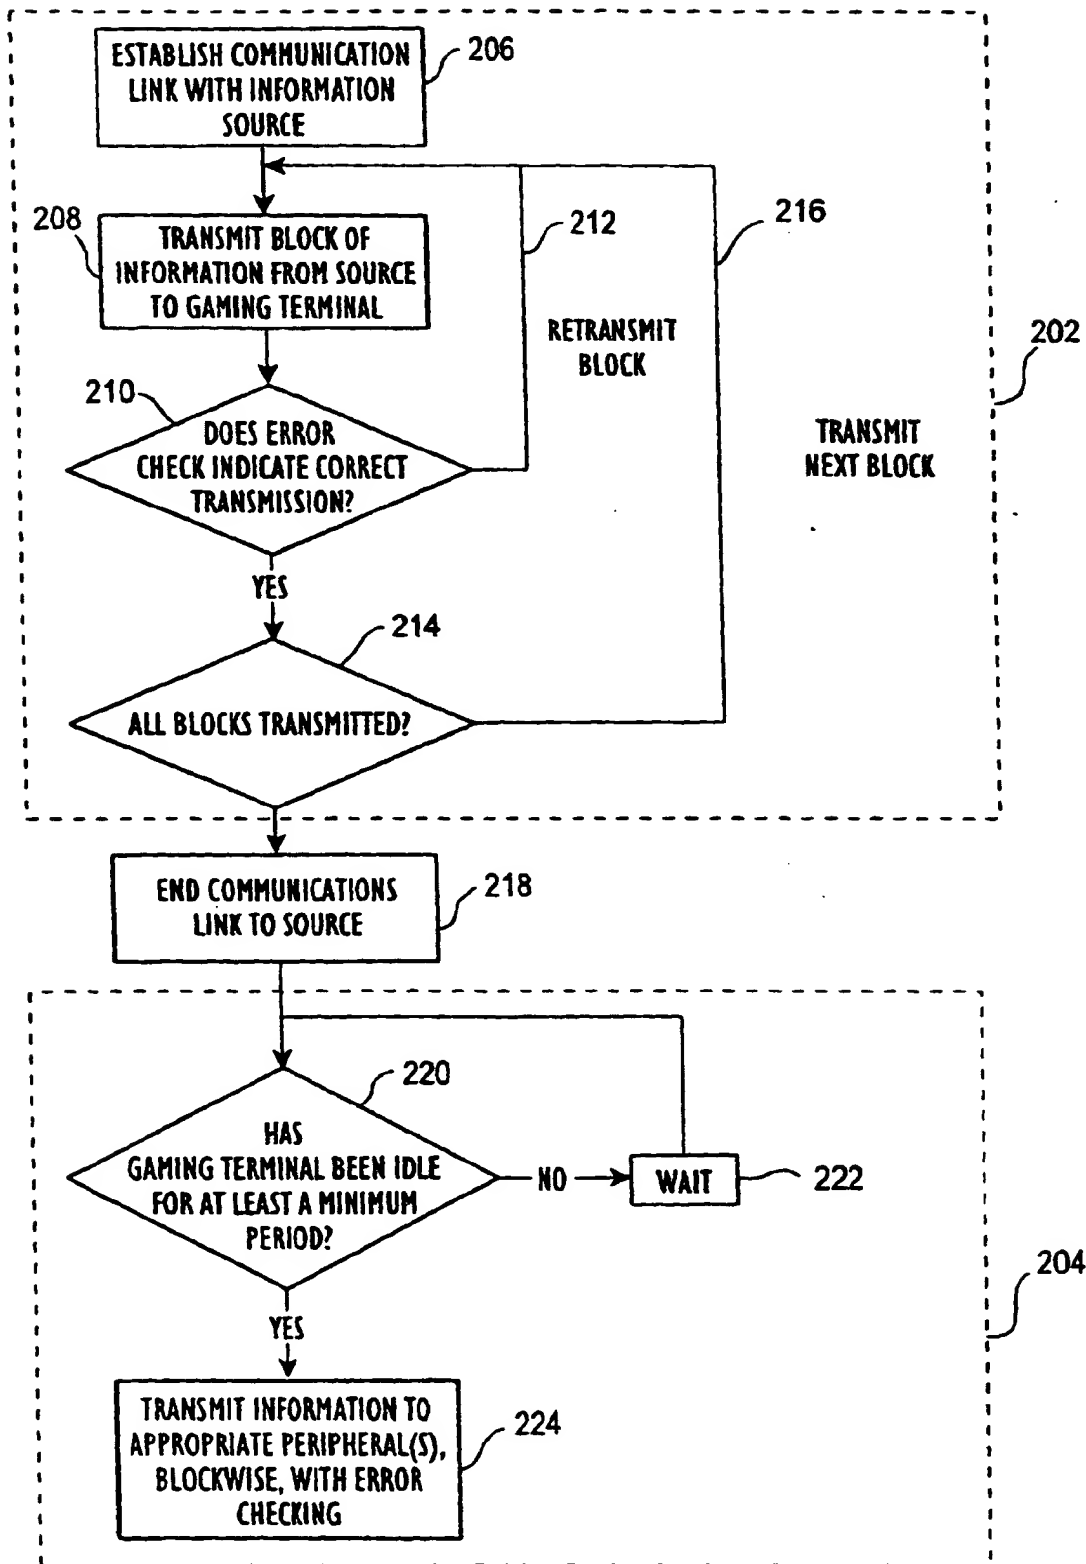 ESTABLISH COMMUNICATION
LINK WITH INFORMATION
SOURCE
206
208
TRANSMIT BLOCK OF
INFORMATION FROM SOURCE
TO GAMING TERMINAL
212
216
RETRANSMIT
BLOCK
202
210
DOES ERROR
CHECK INDICATE CORRECT
TRANSMISSION?
TRANSMIT
NEXT BLOCK
YES
214
ALL BLOCKS TRANSMITTED?
END COMMUNICATIONS
LINK TO SOURCE
218
220
HAS
GAMING TERMINAL BEEN IDLE
FOR AT LEAST A MINIMUM
PERIOD?
NO
WAIT
222
204
YES
TRANSMIT INFORMATION TO
APPROPRIATE PERIPHERAL(S),
BLOCKWISE, WITH ERROR
CHECKING
224